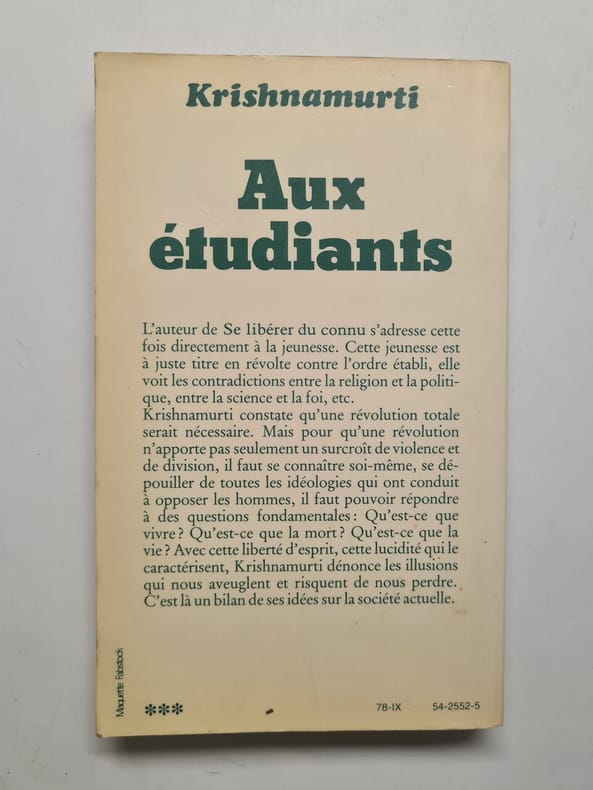 Krishnamurti
Aux
étudiants
L'auteur de Se libérer du connu s'adresse cette
fois directement à la jeunesse. Cette jeunesse est
à juste titre en révolte contre l'ordre établi, elle
voit les contradictions entre la religion et la politi-
que, entre la science et la foi, etc.
Krishnamurti constate qu'une révolution totale
serait nécessaire. Mais pour qu'une révolution
n'apporte pas seulement un surcroît de violence et
de division, il faut se connaître soi-même, se dé-
pouiller de toutes les idéologies qui ont conduit
à opposer les hommes, il faut pouvoir répondre
à des questions fondamentales : Qu'est-ce que
vivre ? Qu'est-ce que la mort ? Qu'est-ce que la
vie ? Avec cette liberté d'esprit, cette lucidité qui le
caractérisent, Krishnamurti dénonce les illusions
qui nous aveuglent et risquent de nous perdre.
C'est là un bilan de ses idées sur la société actuelle.
Maquette Fabstock
*** 78-IX 54-2552-5